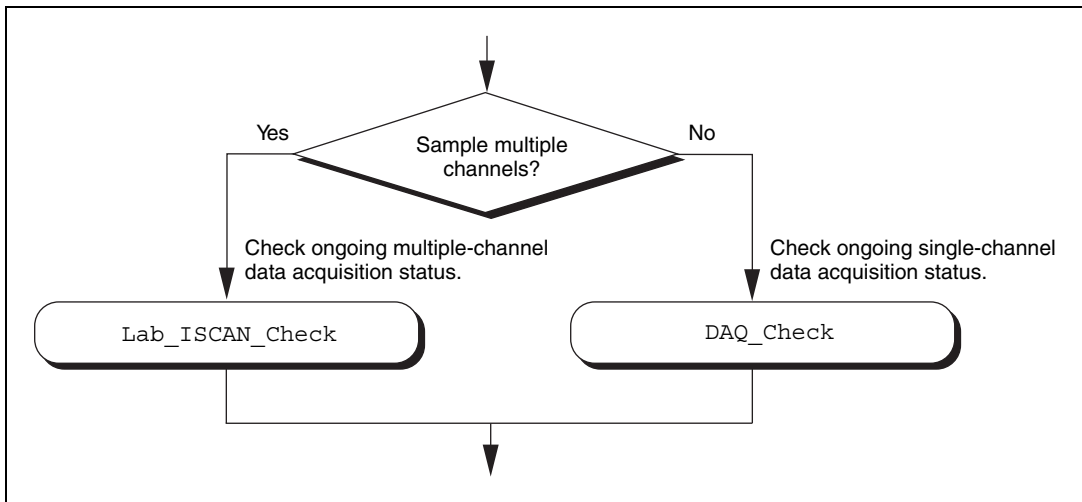 Sample multiple
channels?
Yes
No
Check ongoing multiple-channel
data acquisition status.
Check ongoing single-channel
data acquisition status.
Lab_ISCAN_Check
DAQ_Check